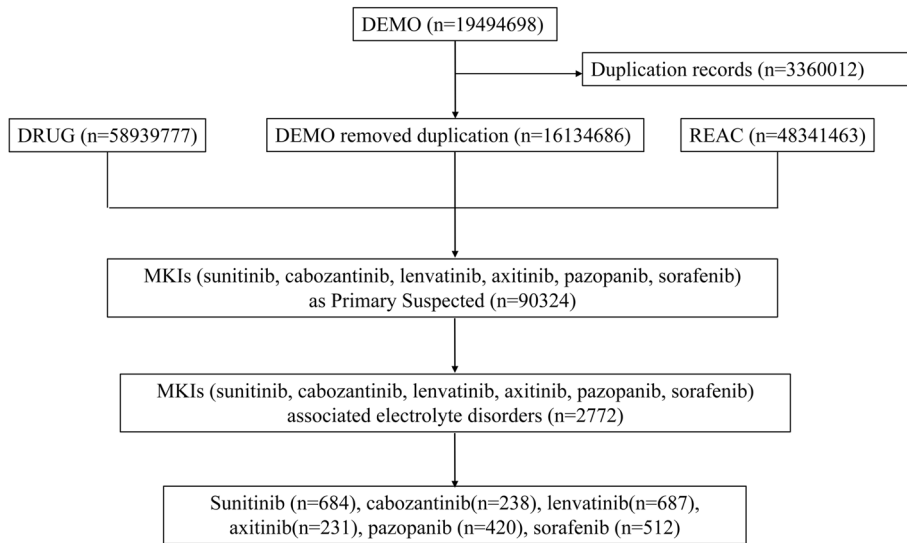 DEMO (n=19494698)
Duplication records (n=3360012)
DRUG (n=58939777)
DEMO removed duplication (n=16134686)
REAC (n=48341463)
MKIs (sunitinib, cabozantinib, lenvatinib, axitinib, pazopanib, sorafenib)
as Primary Suspected (n=90324)
MKIs (sunitinib, cabozantinib, lenvatinib, axitinib, pazopanib, sorafenib)
associated electrolyte disorders (n=2772)
Sunitinib (n=684), cabozantinib(n=238), lenvatinib(n=687),
axitinib(n=231), pazopanib (n=420), sorafenib (n=512)